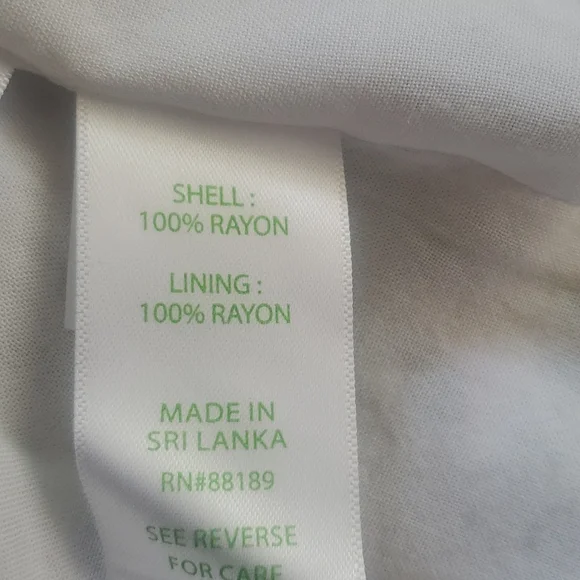 SHELL :
100% RAYON
LINING :
100% RAYON
MADE IN
SRI LANKA
RN#88189
SEE REVERSE
FOR CARE